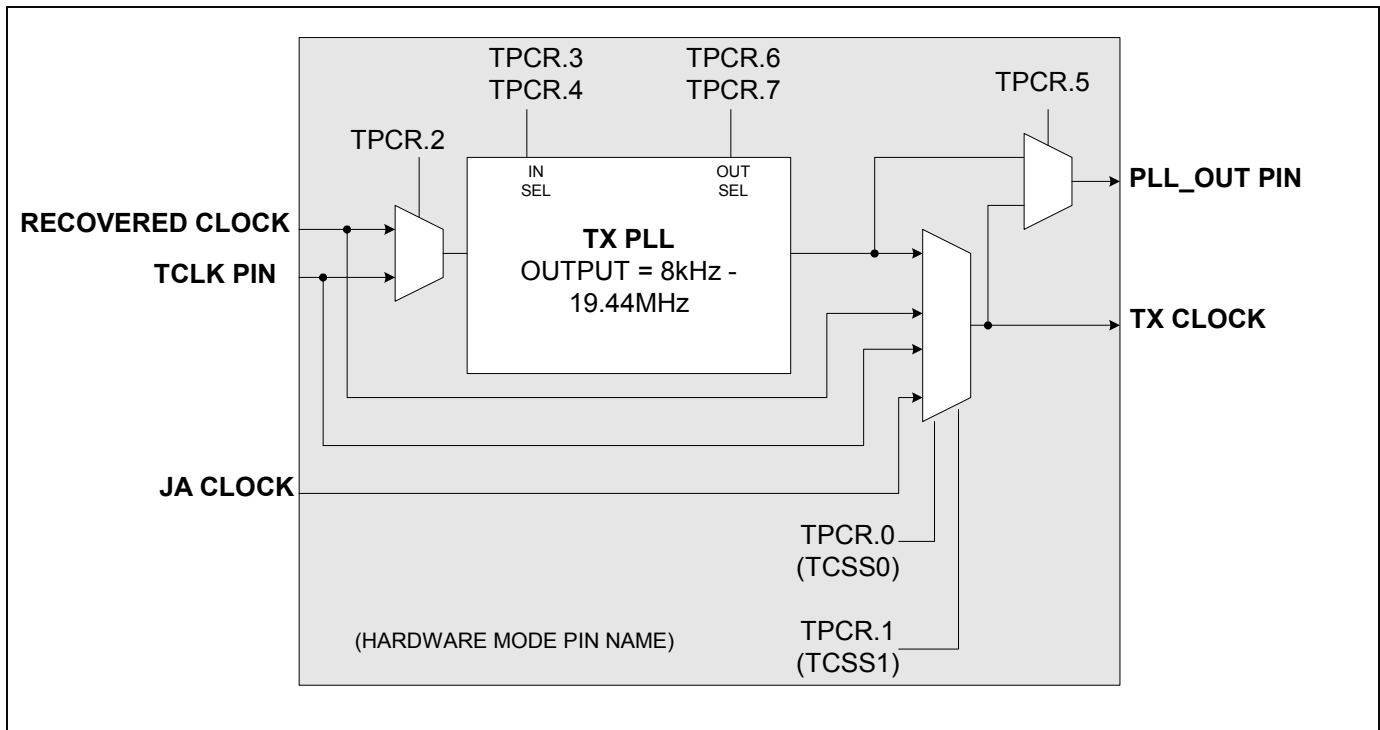 TPCR.3
TPCR.4
TPCR.6
TPCR.7
TPCR.5
TPCR.2
IN
SEL
OUT
SEL
PLL_OUT PIN
RECOVERED CLOCK
TX PLL
OUTPUT = 8kHz -
19.44MHz
TCLK PIN
TX CLOCK
JA CLOCK
TPCR.0
(TCSS0)
TPCR.1
(TCSS1)
(HARDWARE MODE PIN NAME)